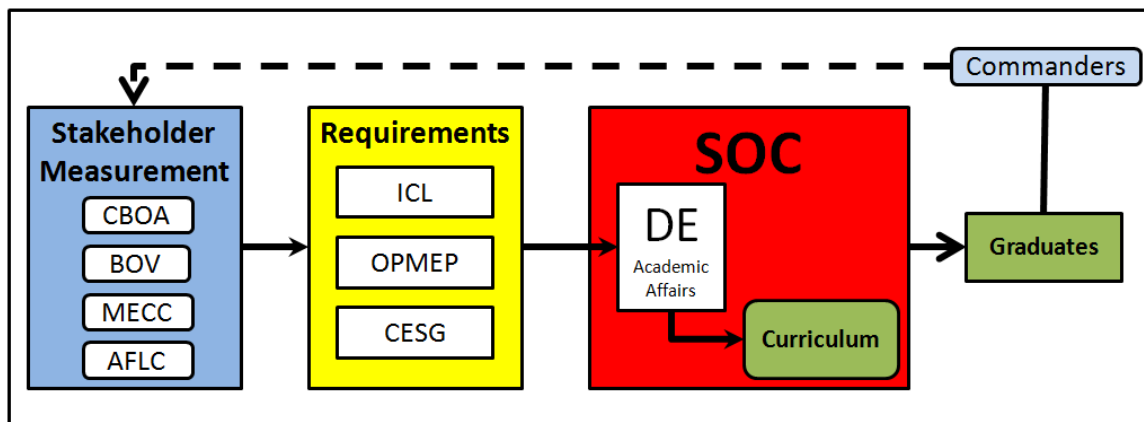 Commanders
Stakeholder
Measurement
CBOA
BOV
MECC
AFLC
Requirements
ICL
OPMEP
CESG
SOC
DE
Academic
Affairs
Curriculum
Graduates